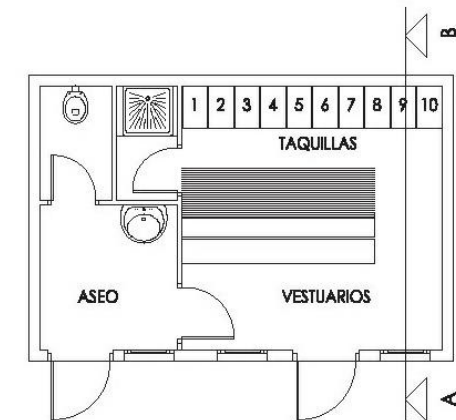 B
1 2 3 4 5 6 7 8 9 10
TAQUILLAS
ASEO VESTUARIOS
A